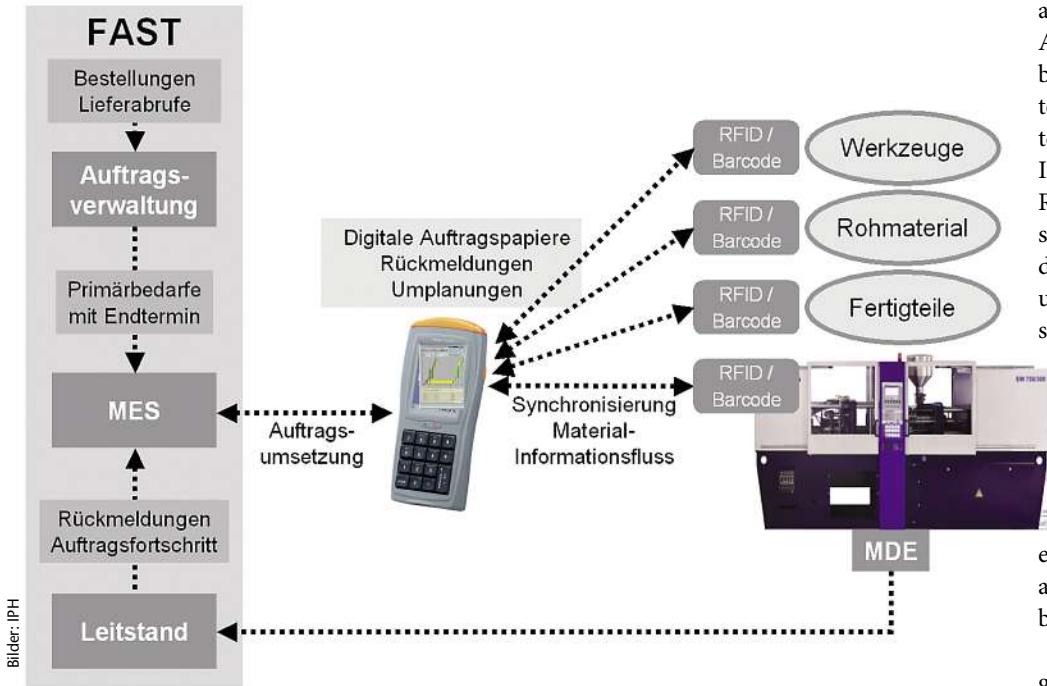 FAST
Bestellungen
Lieferabrufe
Auftrags-
verwaltung
Primärbedarfe
mit Endtermin
MES
Rückmeldungen
Auftragsfortschritt
Leitstand
Auftrags-
umsetzung
Digitale Auftragspapiere
Rückmeldungen
Umplanungen
Synchronisierung
Material-
Informationsfluss
RFID /
Barcode
Werkzeuge
RFID /
Barcode
Rohmaterial
RFID /
Barcode
Fertigteile
RFID /
Barcode
MDE
Bilder: IPH